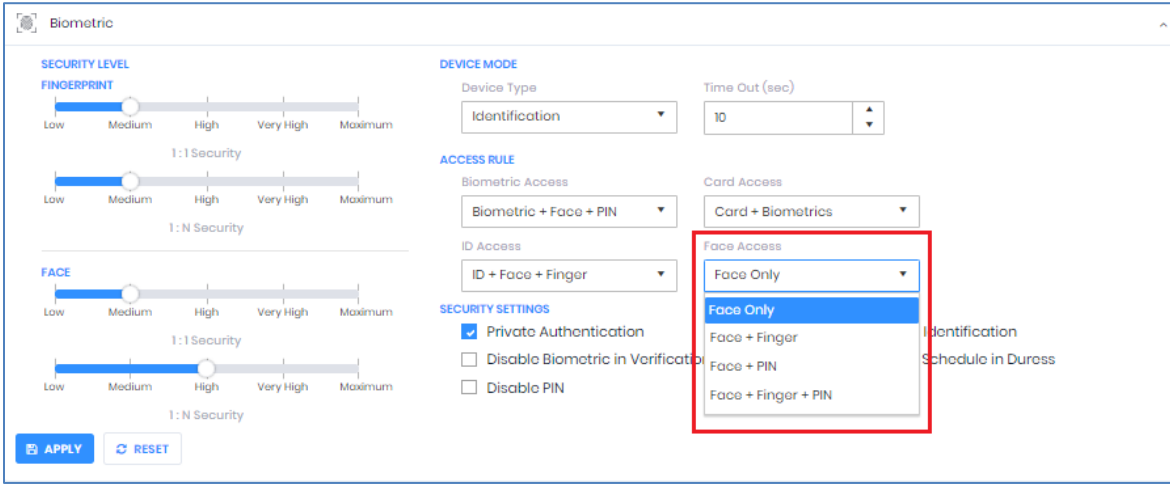 Biometric
SECURITY LEVEL
FINGERPRINT
Low Medium High Very High Maximum
1 : 1 Security
Low Medium High Very High Maximum
1 : N Security
FACE
Low Medium High Very High Maximum
1 : 1 Security
Low Medium High Very High Maximum
1 : N Security
DEVICE MODE
Device Type Time Out (sec)
Identification 10
ACCESS RULE
Biometric Access Card Access
Biometric + Face + PIN Card + Biometrics
ID Access Face Access
ID + Face + Finger Face Only
Face Only
Face + Finger
Face + PIN
Face + Finger + PIN
SECURITY SETTINGS
Private Authentication Identification
Disable Biometric in Verification Schedule in Duress
Disable PIN
APPLY RESET